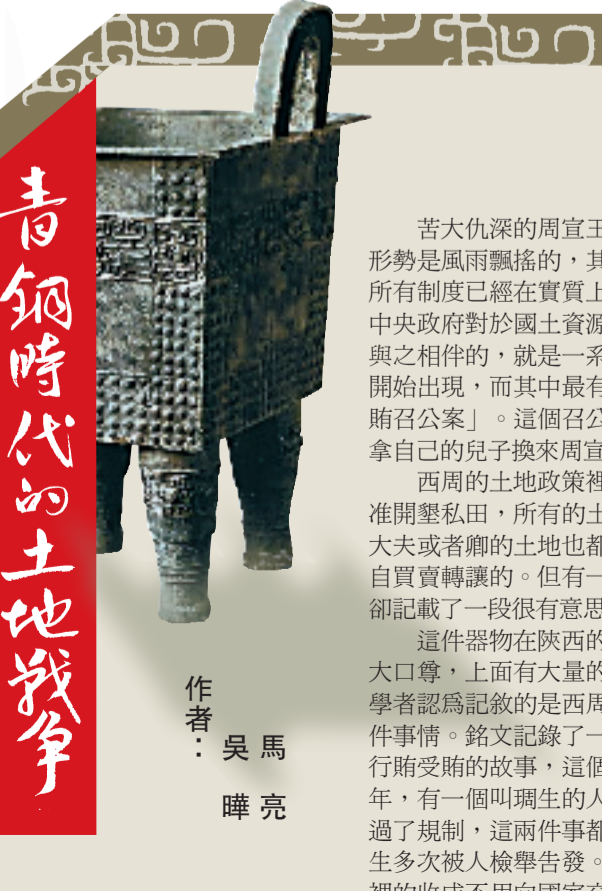 青銅時代的土地戰争
作者：
馬亮
吳曄
苦大仇深的周宣王
形勢是風雨飄搖的，其
所有制度已經在實質上
中央政府對於國土資源
與之相伴的，就是一系
開始出現，而其中最有
賄召公案」。這個召公
拿自己的兒子換來周宣
西周的土地政策裡
准開墾私田，所有的土
大夫或者卿的土地也都
自買賣轉讓的。但有一
卻記載了一段很有意思
這件器物在陝西的
大口尊，上面有大量的
學者認爲記敘的是西周
件事情。銘文記錄了一
行賄受賄的故事，這個
年，有一個叫琱生的人
過了規制，這兩件事都
生多次被人檢舉告發。